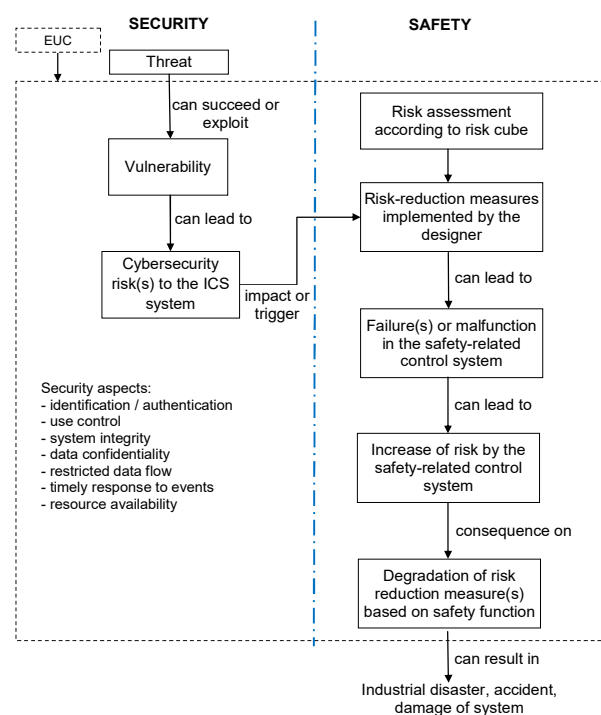 SECURITY
SAFETY
EUC
Threat
can succeed or
exploit
Vulnerability
can lead to
Cybersecurity
risk(s) to the ICS
system
impact or
trigger
Security aspects:
- identification / authentication
- use control
- system integrity
- data confidentiality
- restricted data flow
- timely response to events
- resource availability
Risk assessment
according to risk cube
Risk-reduction measures
implemented by the
designer
can lead to
Failure(s) or malfunction
in the safety-related
control system
can lead to
Increase of risk by the
safety-related control
system
consequence on
Degradation of risk
reduction measure(s)
based on safety function
can result in
Industrial disaster, accident,
damage of system